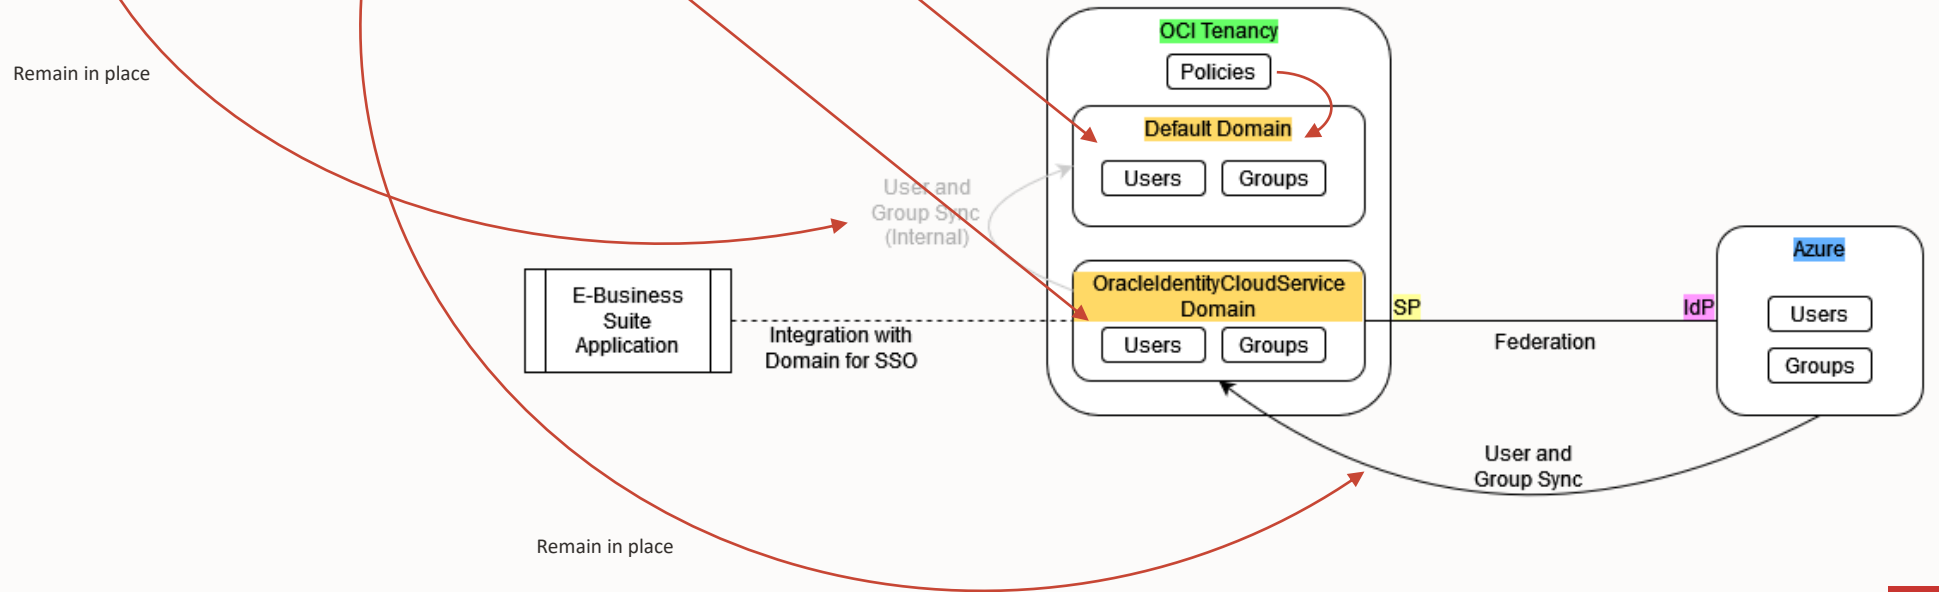 OCI Tenancy
Policies
Remain in place
Default Domain
Users
Groups
User and
Group Sync
(Internal)
Azure
OracleIdentityCloudService
Domain
E-Business
Suite
Application
SP
IdP
Users
Integration with
Domain for SSO
Users
Groups
Federation
Groups
User and
Group Sync
Remain in place